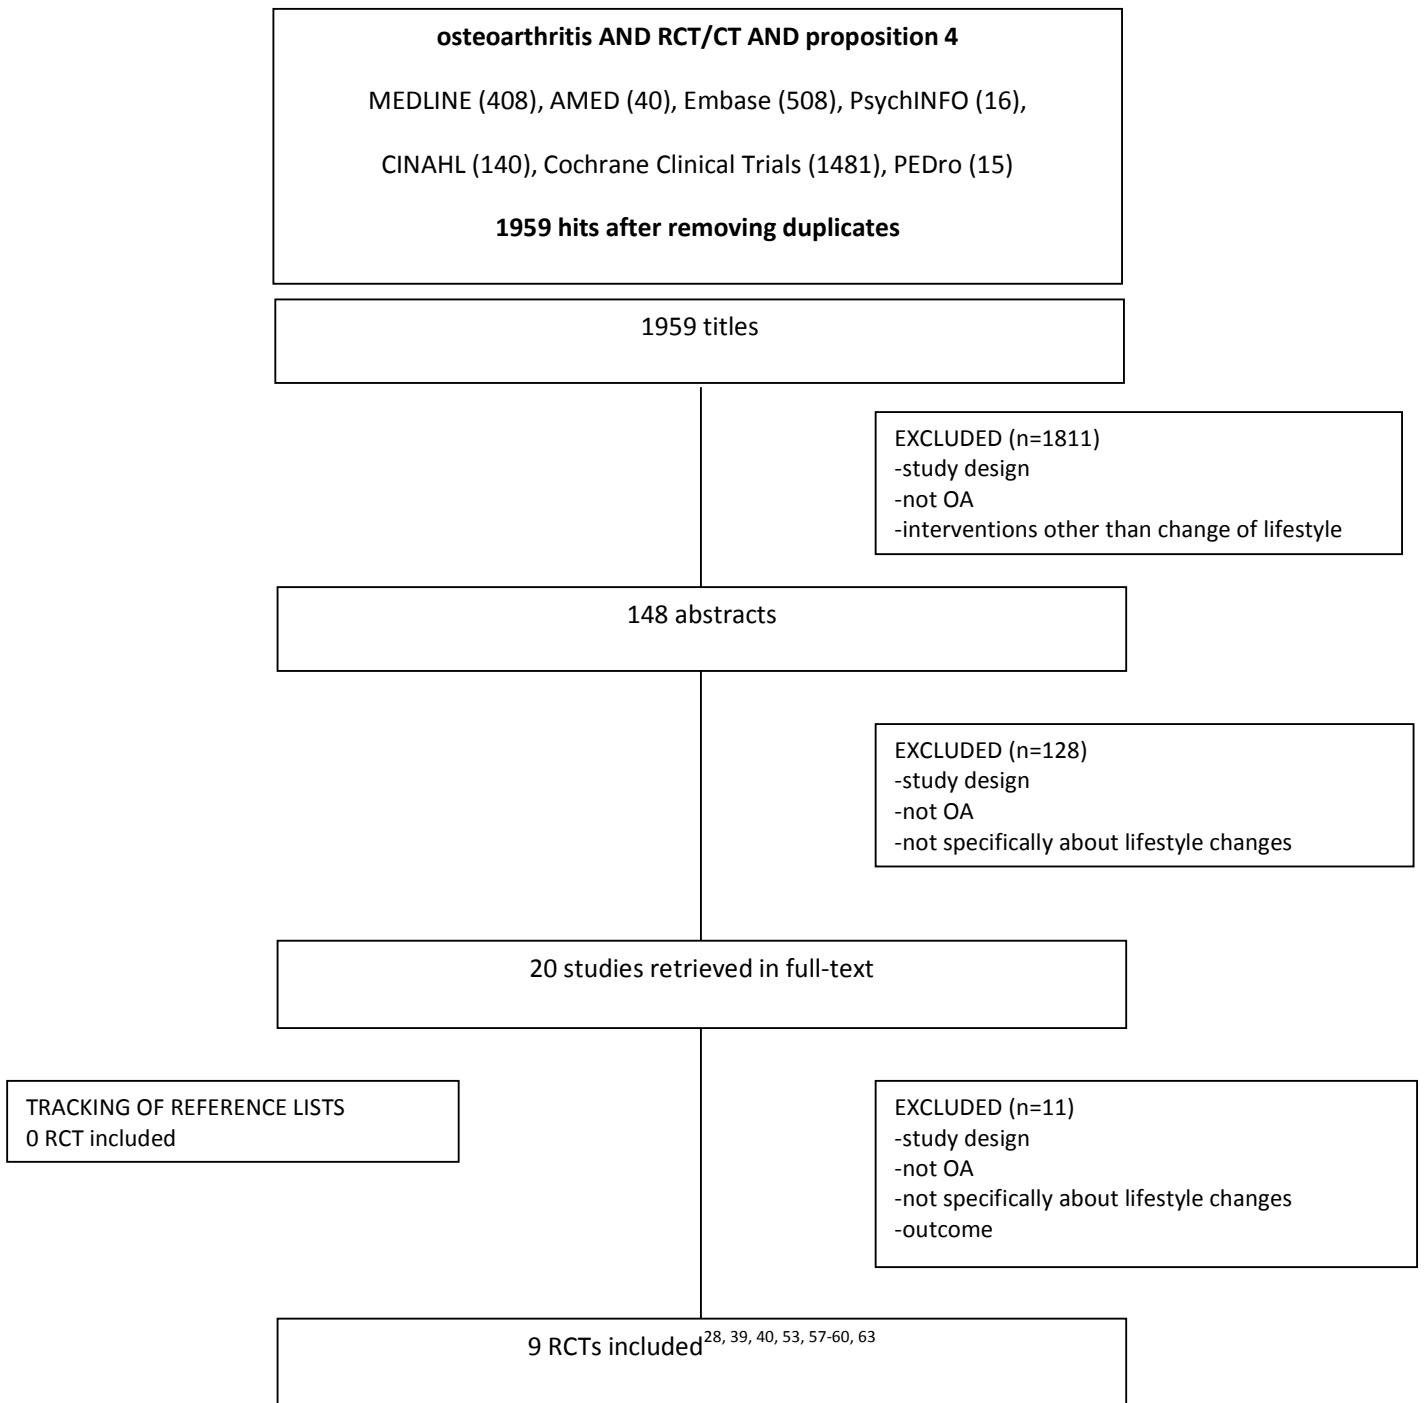 osteoarthritis AND RCT/CT AND proposition 4
MEDLINE (408), AMED (40), Embase (508), PsychINFO (16),
CINAHL (140), Cochrane Clinical Trials (1481), PEDro (15)
1959 hits after removing duplicates
1959 titles
EXCLUDED (n=1811)
-study design
-not OA
-interventions other than change of lifestyle
148 abstracts
EXCLUDED (n=128)
-study design
-not OA
-not specifically about lifestyle changes
20 studies retrieved in full-text
TRACKING OF REFERENCE LISTS
0 RCT included
EXCLUDED (n=11)
-study design
-not OA
-not specifically about lifestyle changes
-outcome
9 RCTs included28, 39, 40, 53, 57-60, 63